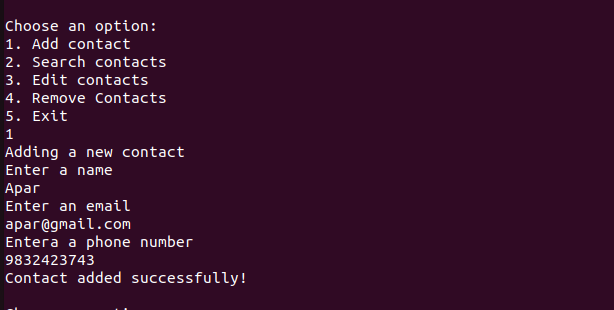 Choose an option:
1. Add contact
2. Search contacts
3. Edit contacts
4. Remove Contacts
5. Exit
1
Adding a new contact
Enter a name
Apar
Enter an email
apar@gmail.com
Entera a phone number
9832423743
Contact added successfully!